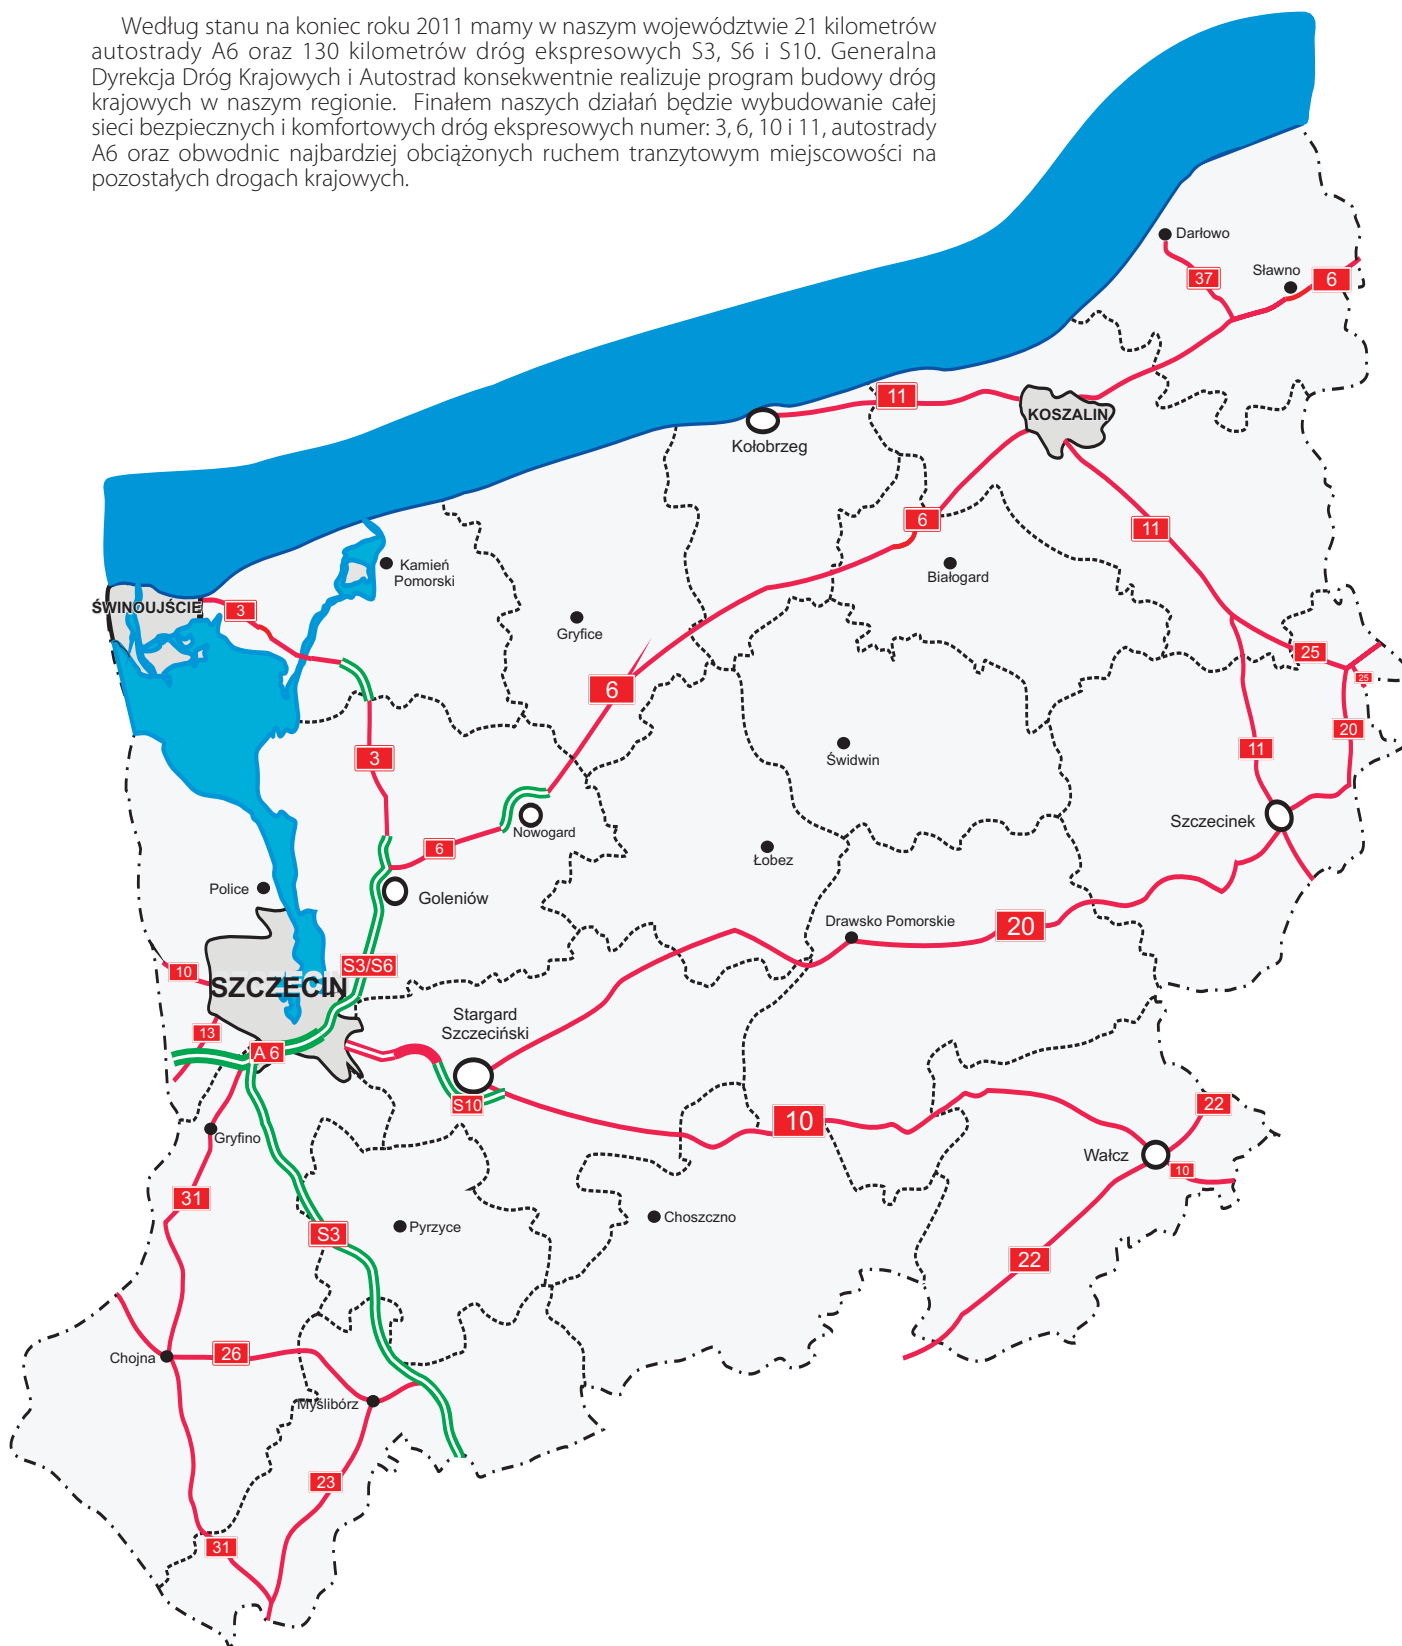 Według stanu na koniec roku 2011 mamy w naszym województwie 21 kilometrów
autostrady A6 oraz 130 kilometrów dróg ekspresowych S3, S6 i S10. Generalna
Dyrekcja Dróg Krajowych i Autostrad konsekwentnie realizuje program budowy dróg
krajowych w naszym regionie. Finałem naszych działań będzie wybudowanie całej
sieci bezpiecznych i komfortowych dróg ekspresowych numer: 3, 6, 10 i 11, autostrady
A6 oraz obwodnic najbardziej obciążonych ruchem tranzytowym miejscowości na
pozostałych drogach krajowych.
Darłowo
37
Sławno
6
11
KOSZALIN
Kołobrzeg
6
11
Kamień
Pomorski
Białogard
ŚWINOUJŚCIE
3
Gryfice
25
25
6
20
3
11
Świdwin
Nowogard
Szczecinek
6
Łobez
Police
Goleniów
Drawsko Pomorskie
20
S3/S6
10
SZCZECIN
Stargard
Szczeciński
13
A 6
S10
22
10
Gryfino
Wałcz
10
31
Choszczno
Pyrzyce
S3
22
26
Chojna
Myślibórz
23
31